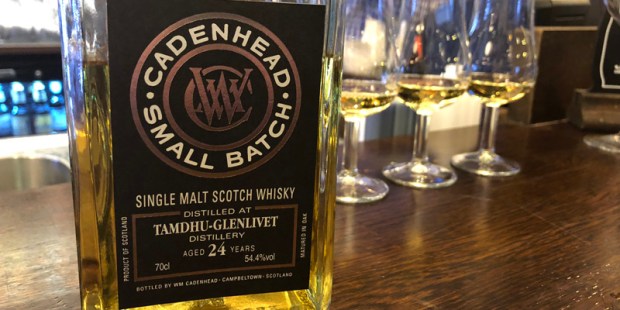 CADENHEAD
WMC
SMALL BATCH
SINGLE MALT SCOTCH WHISKY
DISTILLED AT
TAMDHU-GLENLIVET
DISTILLERY
AGED 24 YEARS
70cl 54.4%vol
PRODUCT OF SCOTLAND
MATURED IN OAK
BOTTLED BY WM CADENHEAD · CAMPBELTOWN · SCOTLAND